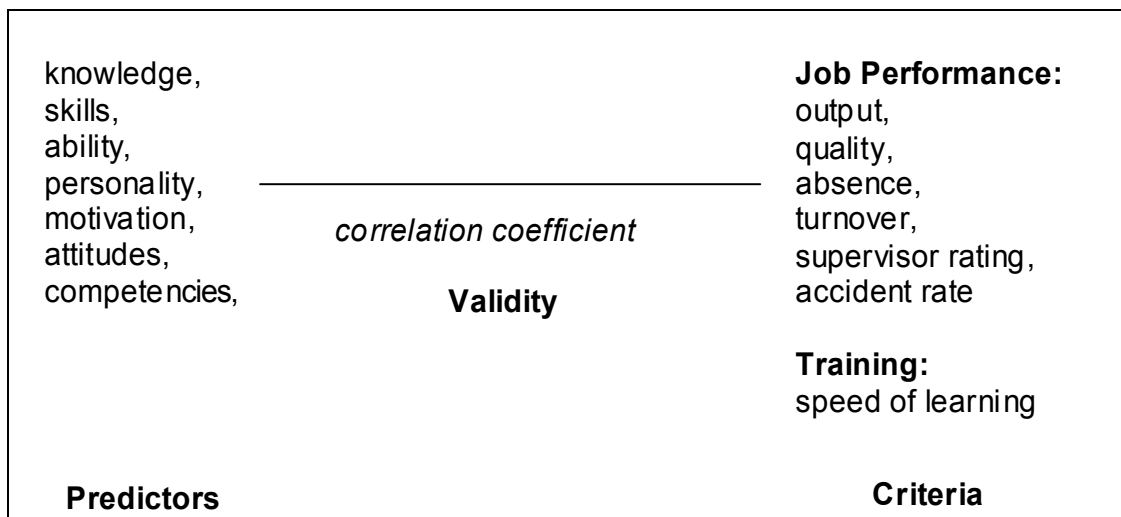 knowledge,
skills,
ability,
personality,
motivation,
attitudes,
competencies,
correlation coefficient
Validity
Job Performance:
output,
quality,
absence,
turnover,
supervisor rating,
accident rate
Training:
speed of learning
Predictors
Criteria